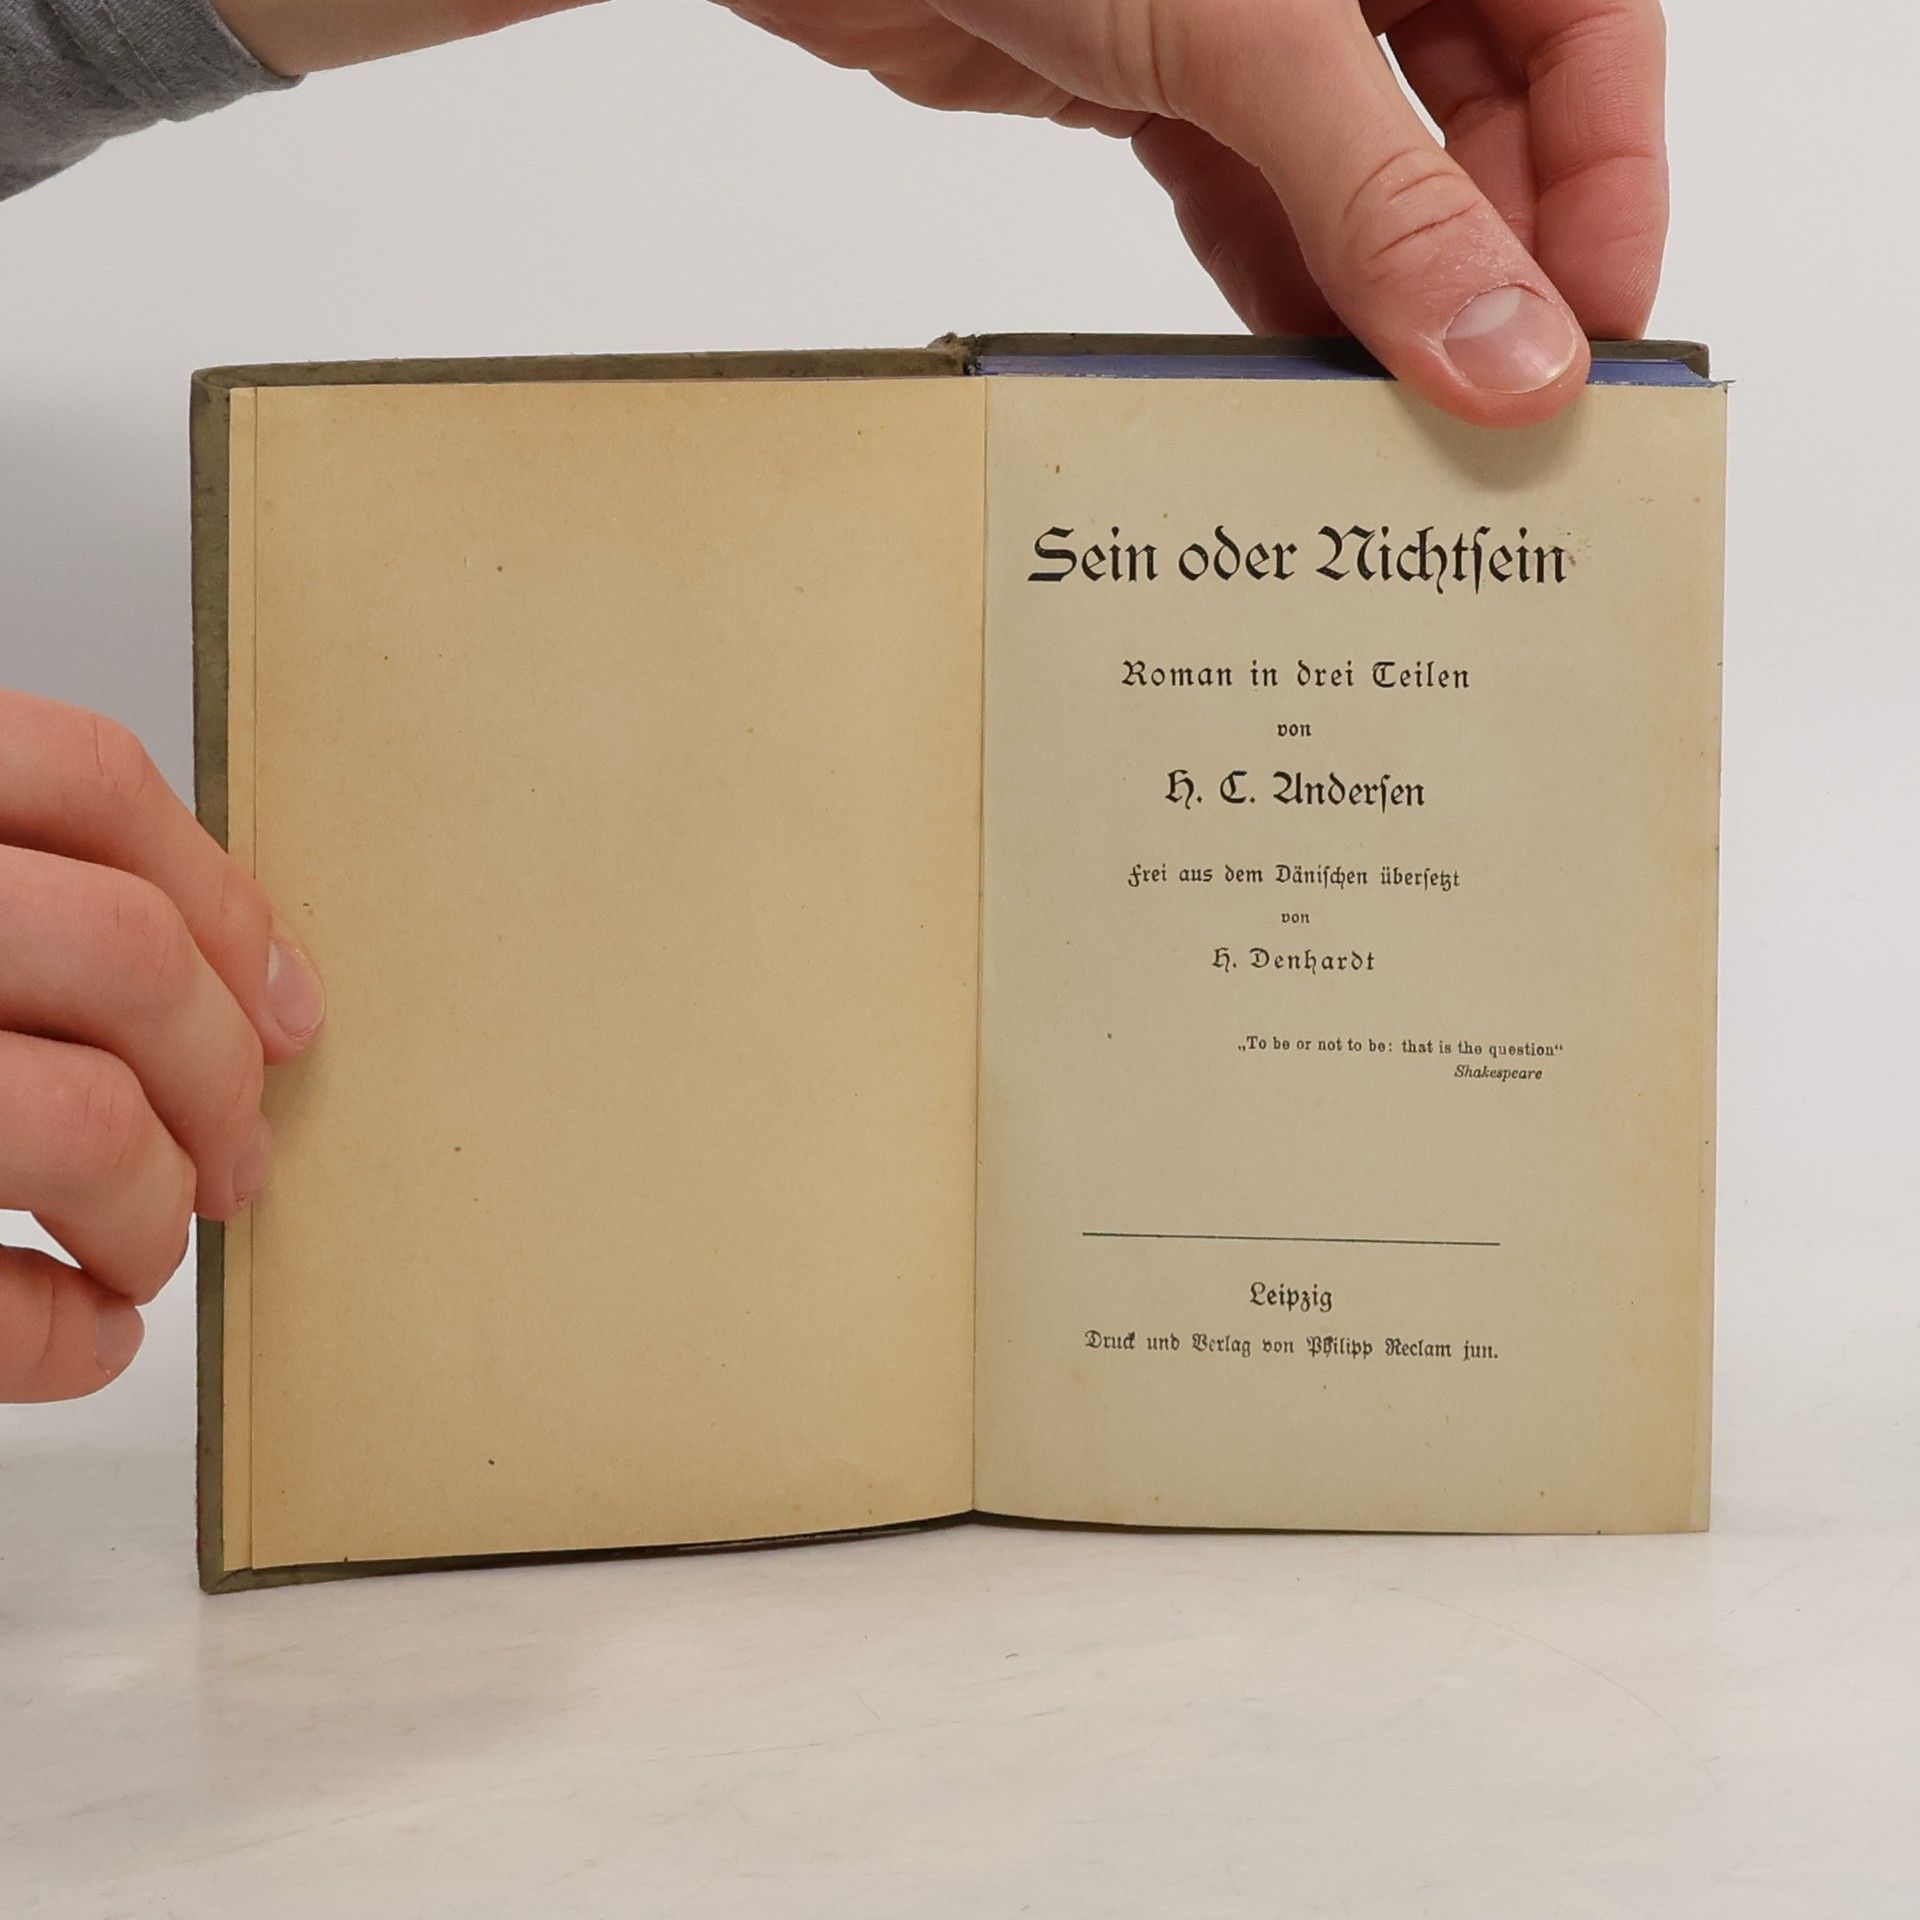 Sein oder Nichtſein
Roman in drei Teilen
von
H. C. Anderſen
Frei aus dem Däniſchen überſetzt
von
H. Denhardt
„To be or not to be: that is the question“
Shakespeare
Leipzig
Druck und Verlag von Philipp Reclam jun.